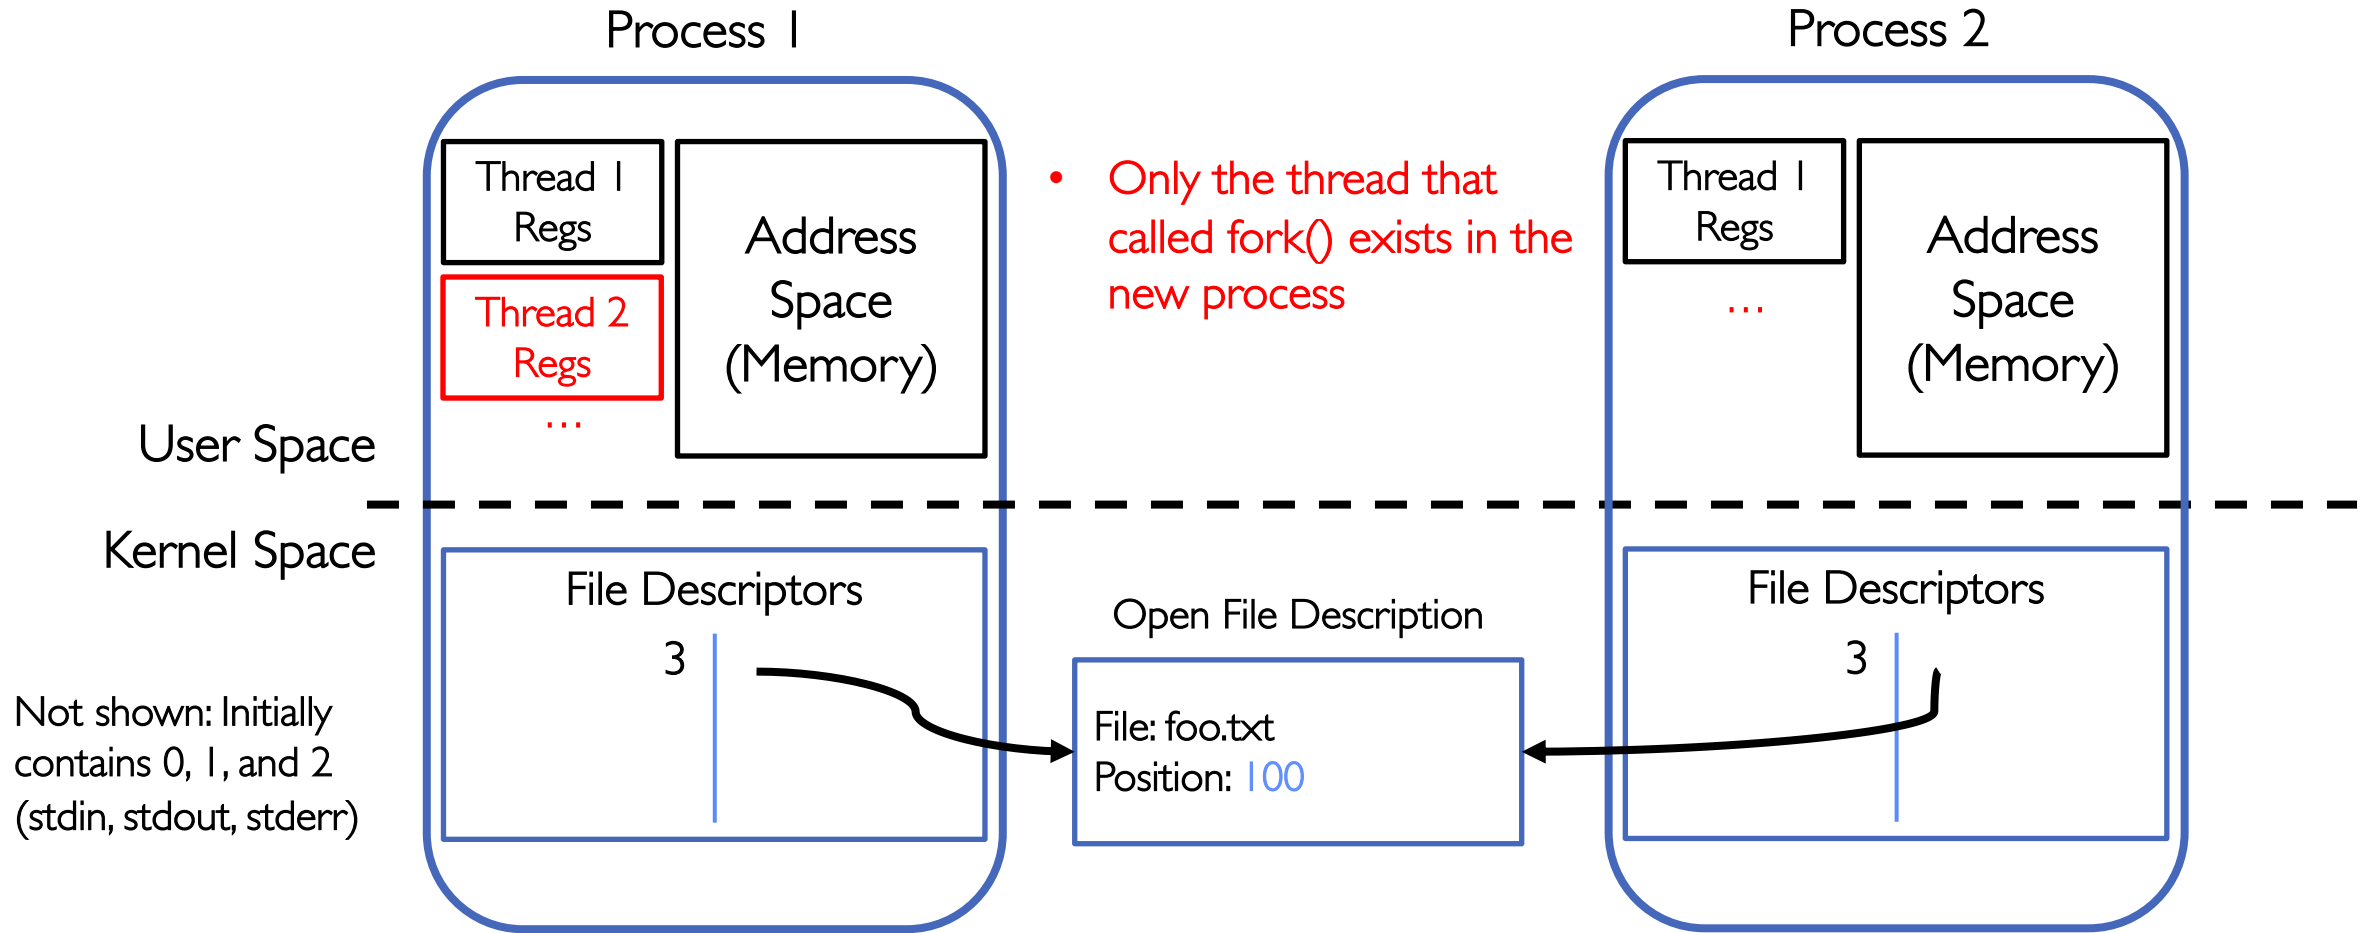 Process 1
Process 2
Thread 1
Regs
Thread 2
Regs
…
Address
Space
(Memory)
• Only the thread that
called fork() exists in the
new process
Thread 1
Regs
…
Address
Space
(Memory)
User Space
Kernel Space
File Descriptors
3
Not shown: Initially
contains 0, 1, and 2
(stdin, stdout, stderr)
Open File Description
File: foo.txt
Position: 100
File Descriptors
3